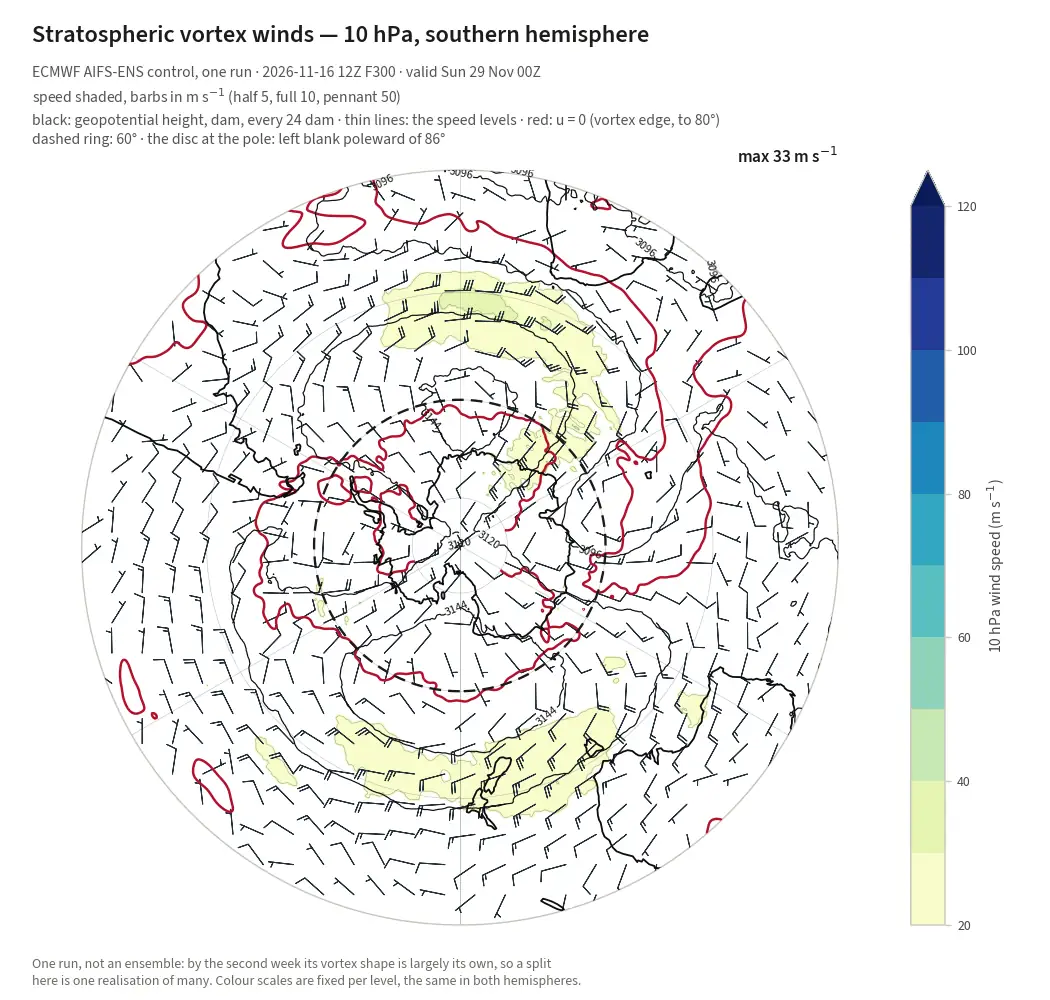 Stratospheric vortex winds — 10 hPa, southern hemisphere
ECMWF AIFS-ENS control, one run · 2026-11-16 12Z F300 · valid Sun 29 Nov 00Z
speed shaded, barbs in m s⁻¹ (half 5, full 10, pennant 50)
black: geopotential height, dam, every 24 dam · thin lines: the speed levels · red: u = 0 (vortex edge, to 80°)
dashed ring: 60° · the disc at the pole: left blank poleward of 86°
max 33 m s⁻¹
3096
3096
3096
3096
3096
3144
3120
3120
3096
3144
3144
120
100
80
60
40
20
10 hPa wind speed (m s⁻¹)
One run, not an ensemble: by the second week its vortex shape is largely its own, so a split
here is one realisation of many. Colour scales are fixed per level, the same in both hemispheres.